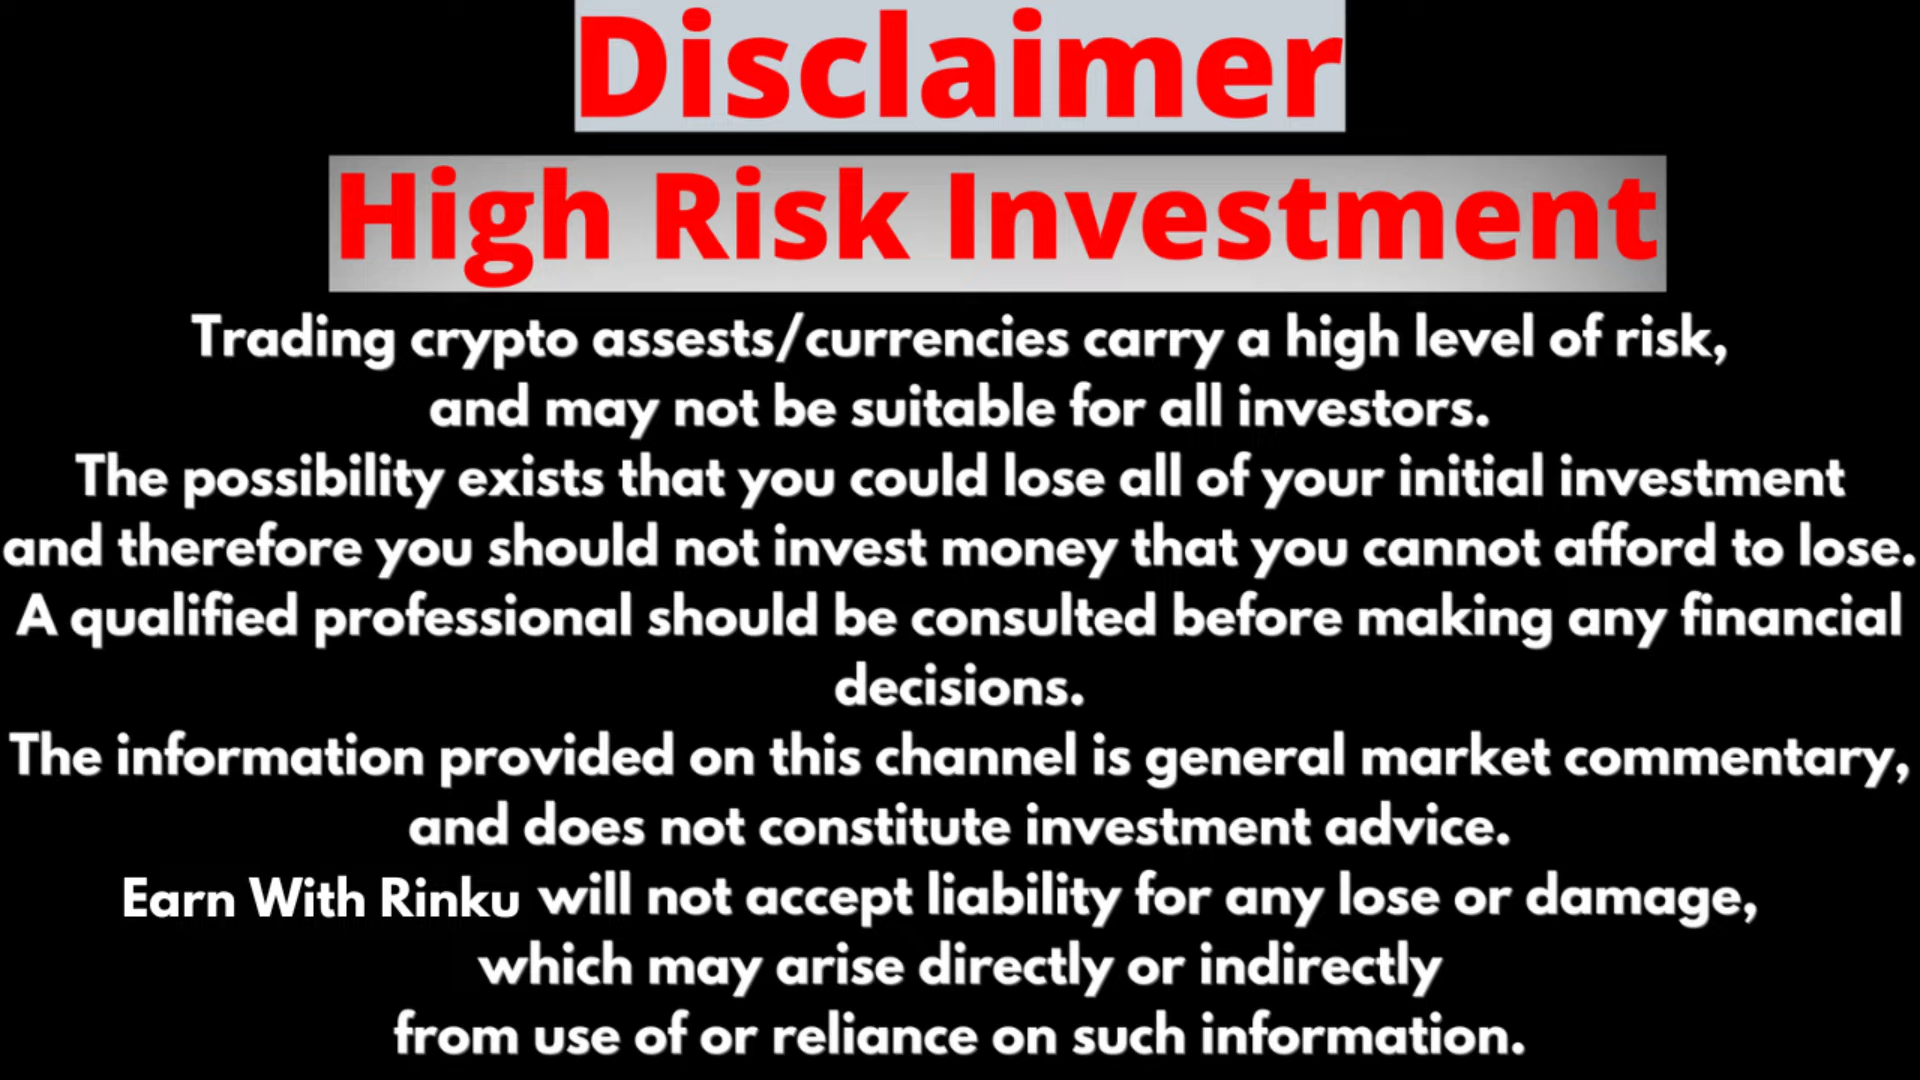 Disclaimer
High Risk Investment
Trading crypto assests/currencies carry a high level of risk,
and may not be suitable for all investors.
The possibility exists that you could lose all of your initial investment
and therefore you should not invest money that you cannot afford to lose.
A qualified professional should be consulted before making any financial
decisions.
The information provided on this channel is general market commentary,
and does not constitute investment advice.
Earn With Rinku will not accept liability for any lose or damage,
which may arise directly or indirectly
from use of or reliance on such information.